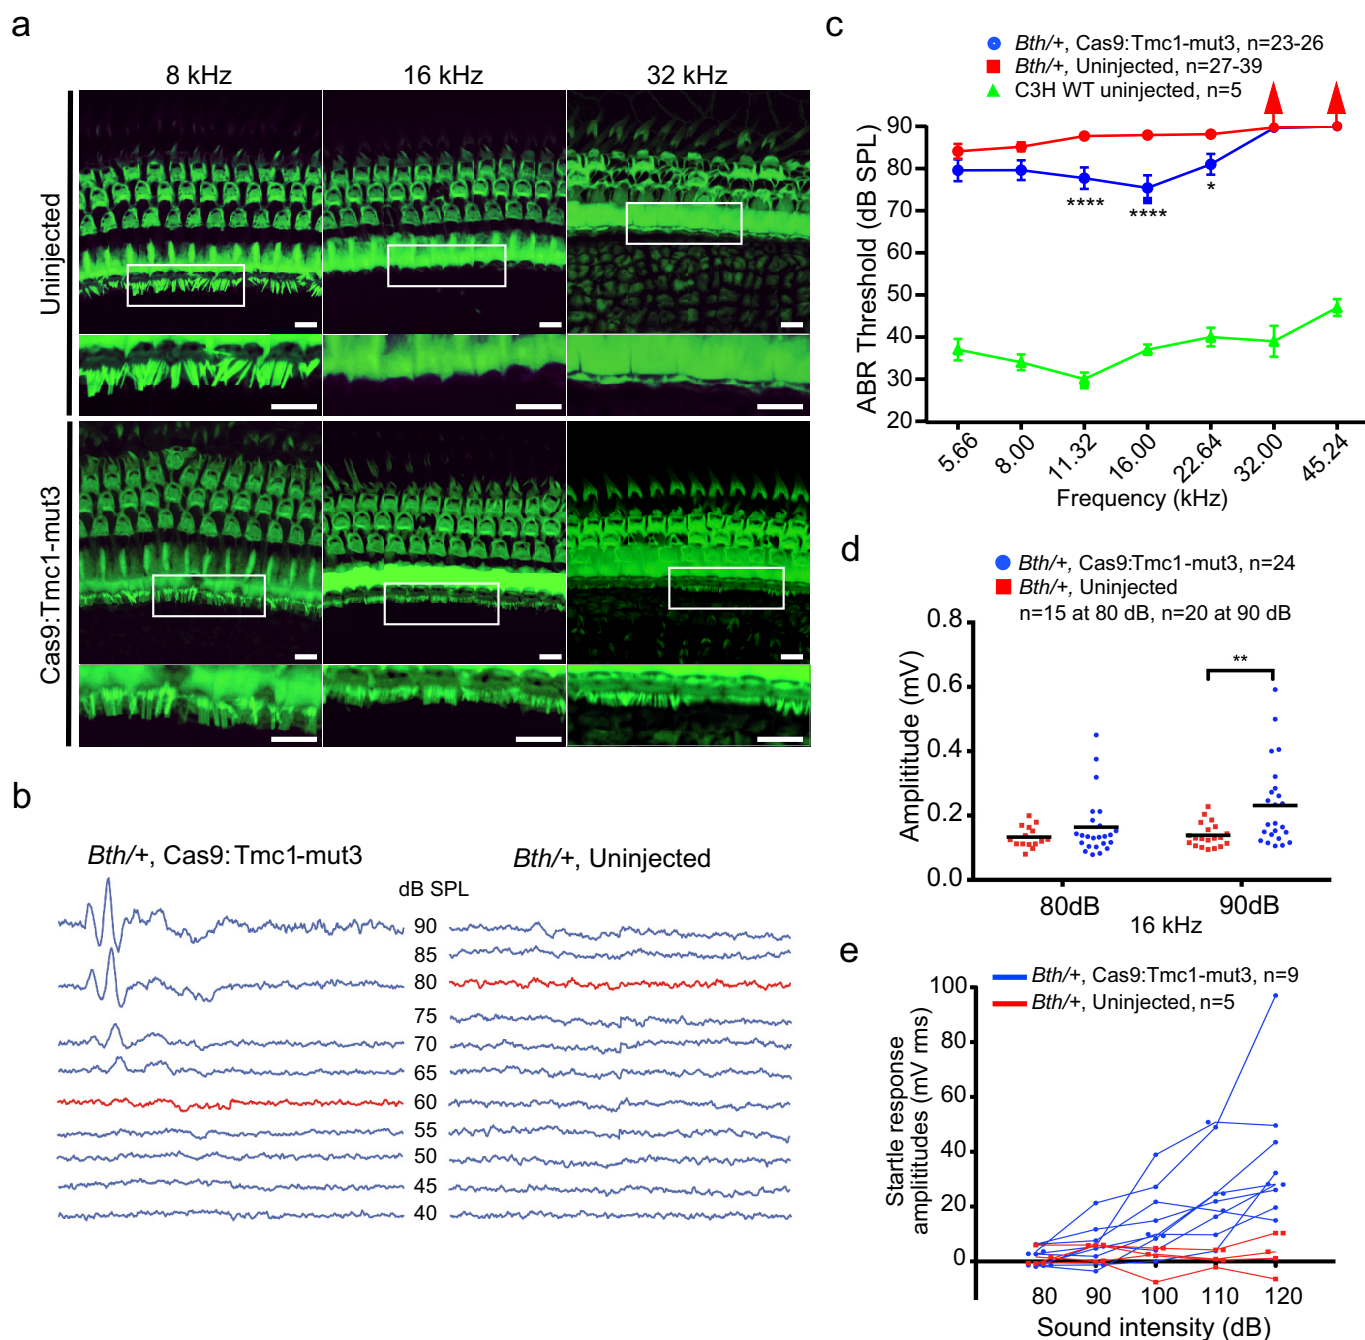 a
8 kHz
16 kHz
32 kHz
Uninjected
Cas9:Tmc1-mut3
b
Bth/+, Cas9:Tmc1-mut3
Bth/+, Uninjected
dB SPL
90
85
80
75
70
65
60
55
50
45
40
c
Bth/+, Cas9:Tmc1-mut3, n=23-26
Bth/+, Uninjected, n=27-39
C3H WT uninjected, n=5
ABR Threshold (dB SPL)
90
80
70
60
50
40
30
20
****
****
*
5.66
8.00
11.32
16.00
22.64
32.00
45.24
Frequency (kHz)
d
Bth/+, Cas9:Tmc1-mut3, n=24
Bth/+, Uninjected
n=15 at 80 dB, n=20 at 90 dB
Amplititude (mV)
0.8
0.6
0.4
0.2
0.0
**
80dB
90dB
16 kHz
e
Bth/+, Cas9:Tmc1-mut3, n=9
Bth/+, Uninjected, n=5
Startle response
amplititudes (mV ms)
100
80
60
40
20
0
80
90
100
110
120
Sound intensity (dB)